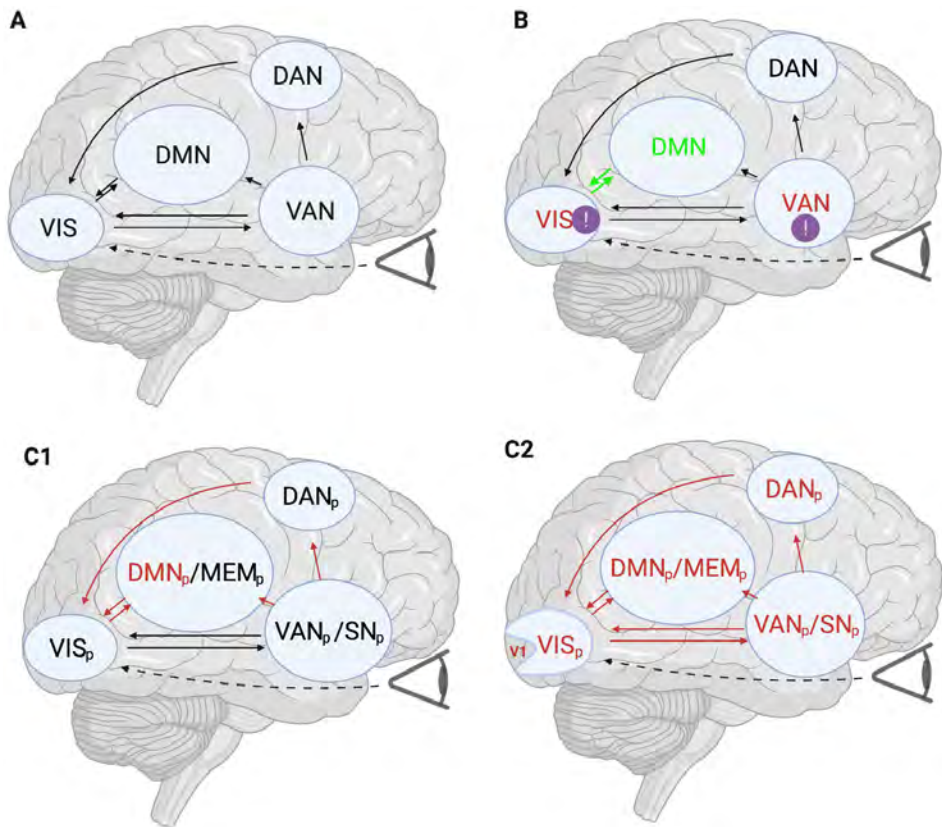 A
DAN
DMN
VIS
VAN
B
DAN
DMN
VIS !
VAN
!
C1
DANp
DMNp/MEMp
VISp
VANp/SNp
C2
DANp
DMNp/MEMp
V1 VISp
VANp/SNp